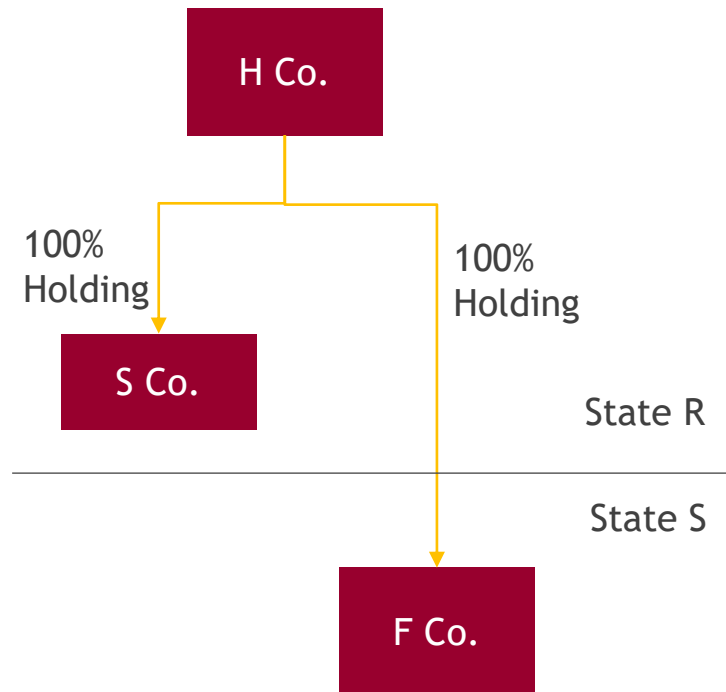 H Co.
100%
Holding
100%
Holding
S Co.
State R
State S
F Co.